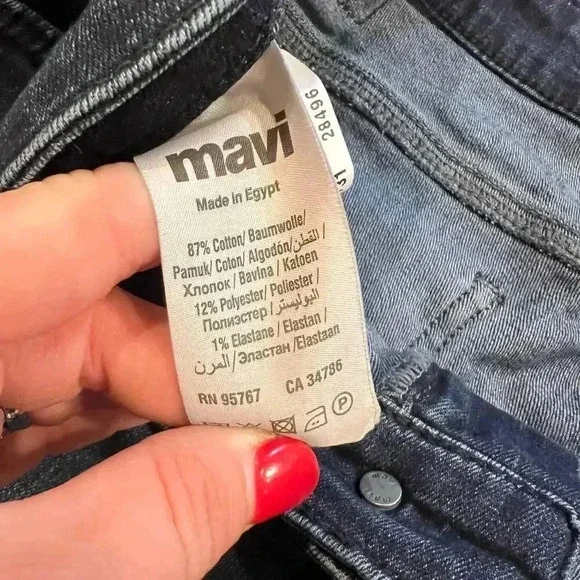 mavi
Made in Egypt
87% Cotton/ Baumwolle/
Pamuk/ Coton/ Algodón/القطن/
Хлопок / Bavlna / Katoen
12% Polyester/ Poliester/
Полиэстер / البوليستر/
1% Elastane / Elastan /
المرن / Эластан /Elastaan
RN 95767 CA 34786
P
28496